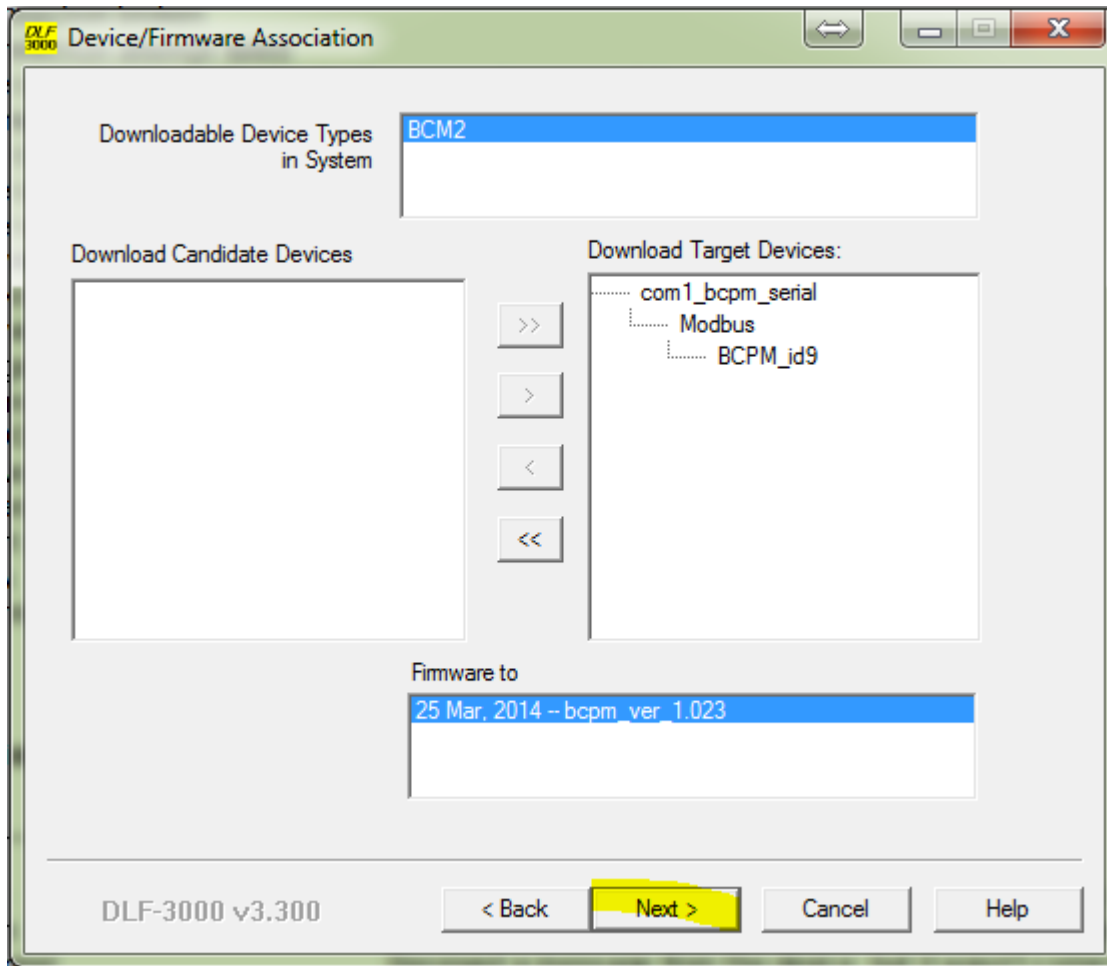 DLF
3000
Device/Firmware Association
Downloadable Device Types
in System
BCM2
Download Candidate Devices
Download Target Devices:
com1_bcpm_serial
Modbus
BCPM_id9
>>
>
<
<<
Firmware to
25 Mar, 2014 -- bcpm_ver_1.023
DLF-3000 v3.300
< Back
Next >
Cancel
Help